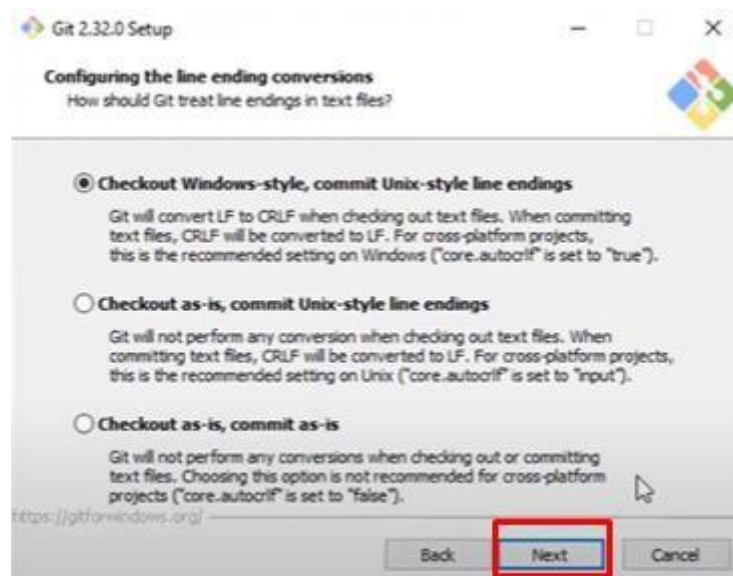 Git 2.32.0 Setup
Configuring the line ending conversions
How should Git treat line endings in text files?
Checkout Windows-style, commit Unix-style line endings
Git will convert LF to CRLF when checking out text files. When committing
text files, CRLF will be converted to LF. For cross-platform projects,
this is the recommended setting on Windows ("core.autocrlf" is set to "true").
Checkout as-is, commit Unix-style line endings
Git will not perform any conversion when checking out text files. When
committing text files, CRLF will be converted to LF. For cross-platform projects,
this is the recommended setting on Unix ("core.autocrlf" is set to "input").
Checkout as-is, commit as-is
Git will not perform any conversions when checking out or committing
text files. Choosing this option is not recommended for cross-platform
projects ("core.autocrlf" is set to "false").
https://gitforwindows.org/
Back
Next
Cancel